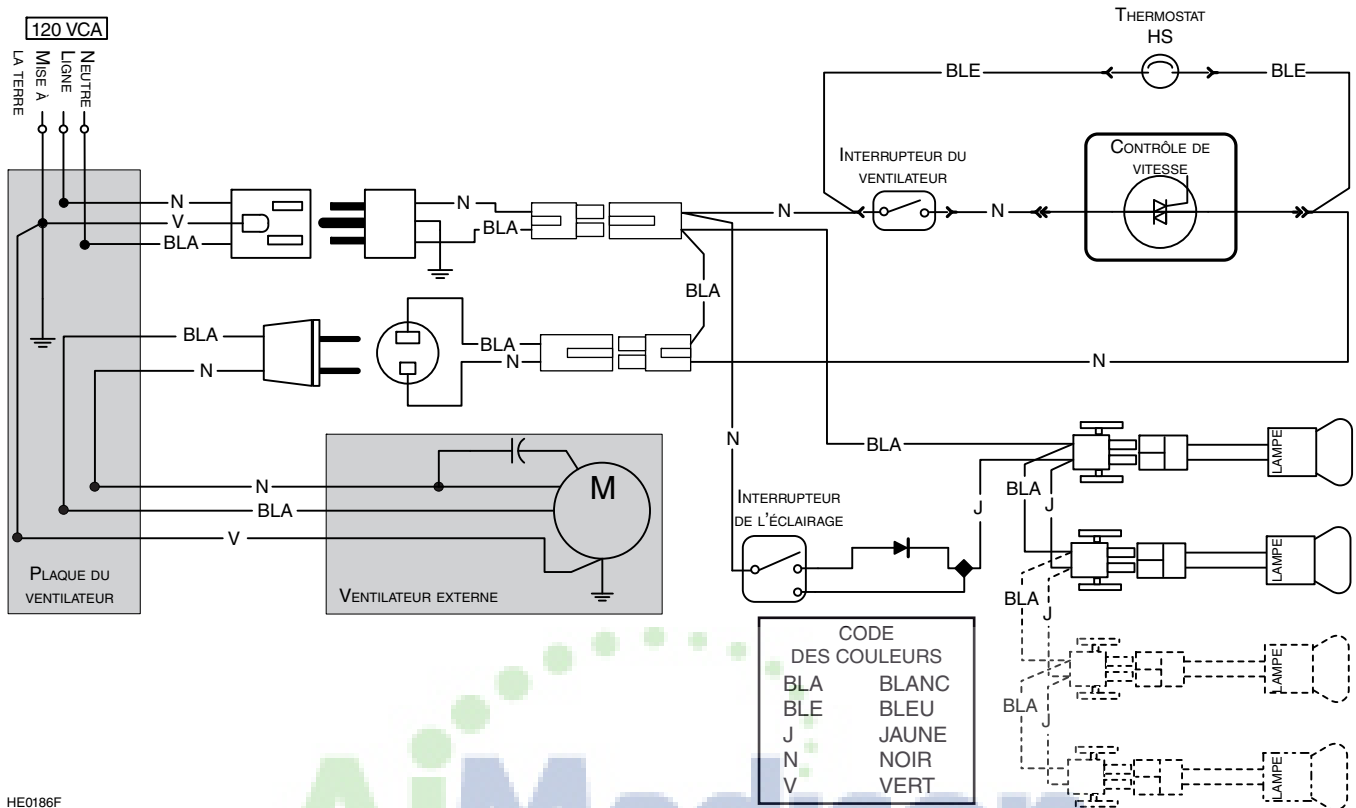 120 VCA
NEUTRE
LIGNE
MISE À
LA TERRE
THERMOSTAT
HS
BLE
BLE
INTERRUPTEUR DU
VENTILATEUR
CONTRÔLE DE
VITESSE
N
V
BLA
N
BLA
N
N
BLA
BLA
N
BLA
N
N
N
BLA
V
M
PLAQUE DU
VENTILATEUR
VENTILATEUR EXTERNE
N
INTERRUPTEUR
DE L'ÉCLAIRAGE
BLA
J
BLA
J
LAMPE
LAMPE
BLA
J
LAMPE
BLA
J
LAMPE
CODE
DES COULEURS
BLA BLANC
BLE BLEU
J JAUNE
N NOIR
V VERT
HE0186F